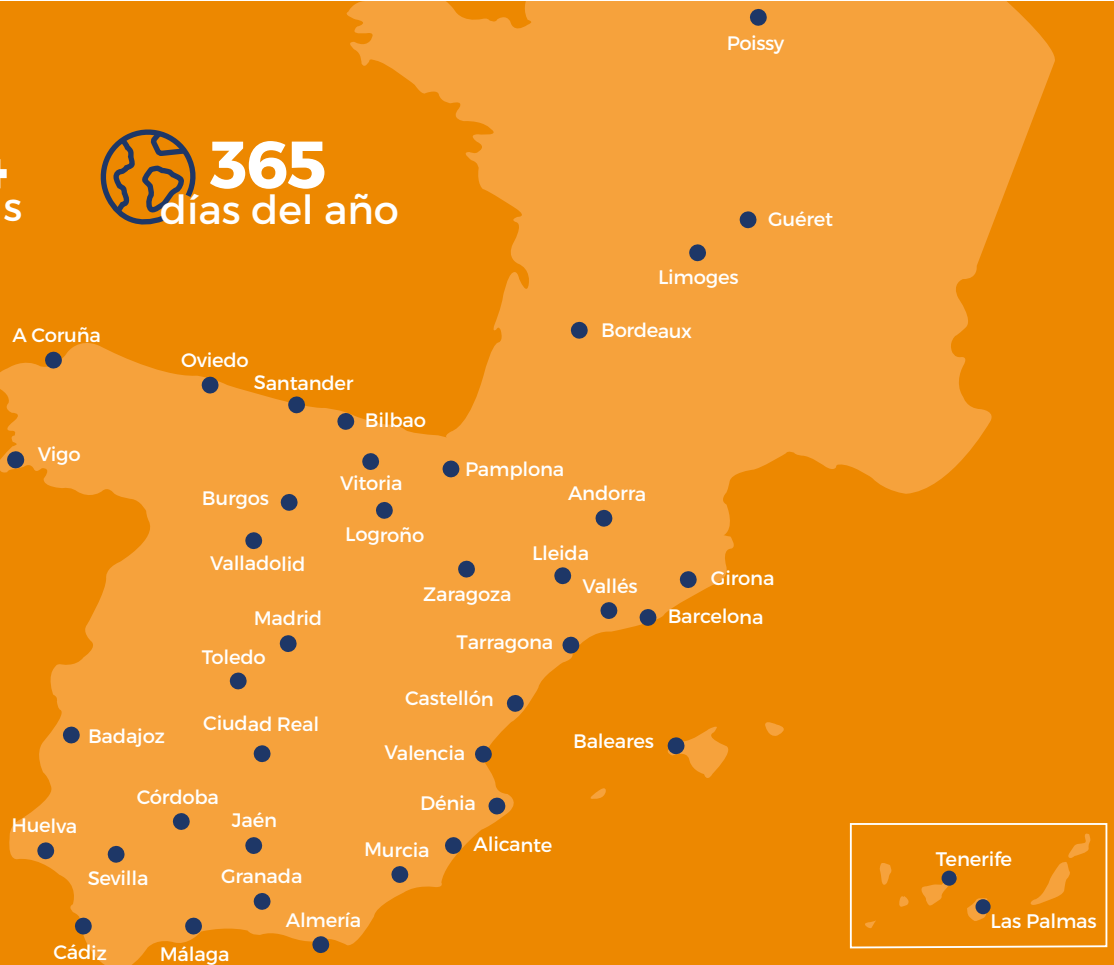 Poissy
365
s
días del año
Guéret
Limoges
Bordeaux
A Coruña
Oviedo
Santander
Bilbao
Vigo
Pamplona
Vitoria
Andorra
Burgos
Logroño
Lleida
Valladolid
Girona
Vallés
Zaragoza
Barcelona
Madrid
Tarragona
Toledo
Castellón
Ciudad Real
Badajoz
Baleares
Valencia
Córdoba
Dénia
Jaén
Huelva
Alicante
Murcia
Tenerife
Sevilla
Granada
Almería
Las Palmas
Cádiz
Málaga